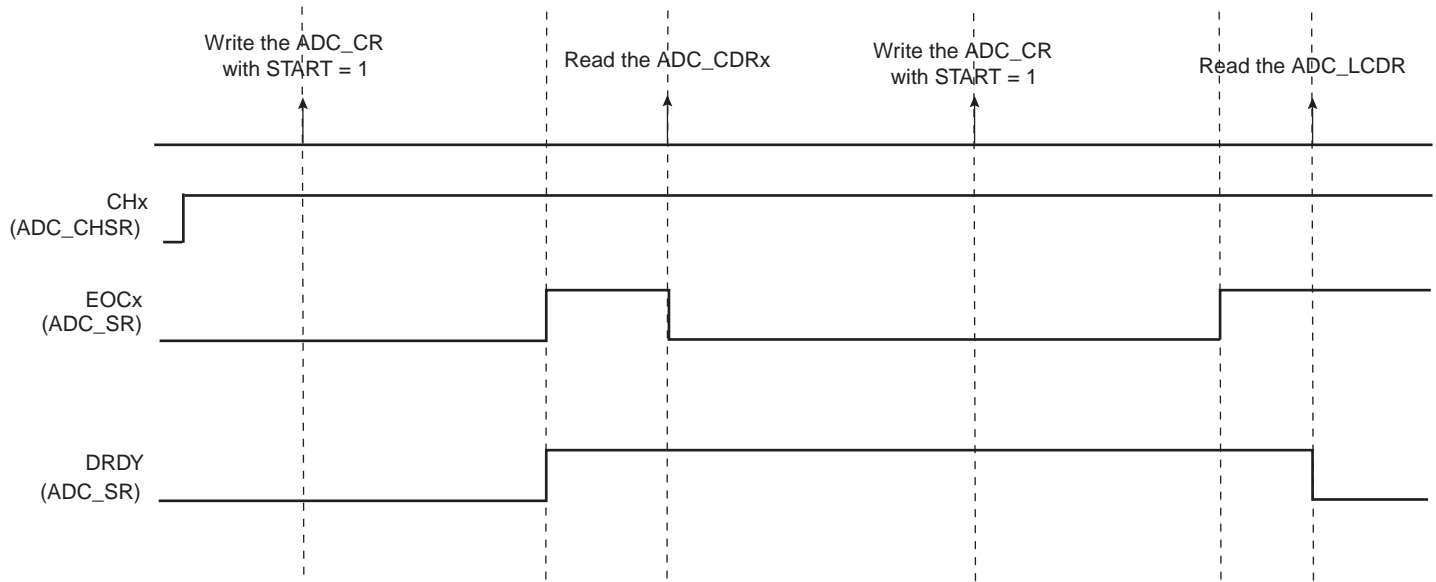 Write the ADC_CR
with START = 1
Read the ADC_CDRx
Write the ADC_CR
with START = 1
Read the ADC_LCDR
CHx
(ADC_CHSR)
EOCx
(ADC_SR)
DRDY
(ADC_SR)